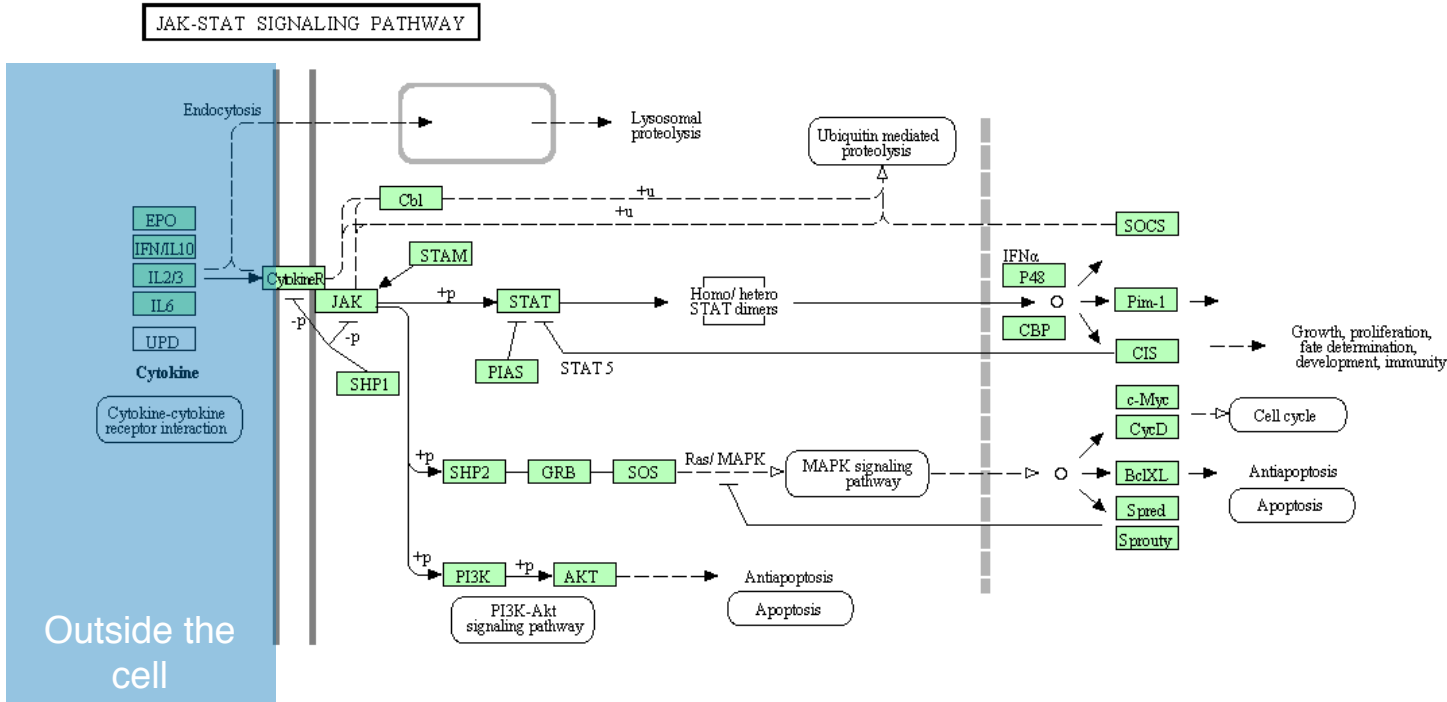 JAK-STAT SIGNALING PATHWAY
Endocytosis
Lysosomal
proteolysis
Ubiquitin mediated
proteolysis
Cbl
+u
+u
EPO
IFN/IL10
IL2/3
IL6
UPD
Cytokine
Cytokine-cytokine
receptor interaction
CytokineR
JAK
STAM
-p
-p
SHP1
+p
STAT
PIAS
STAT 5
Homo/ hetero
STAT dimers
SOCS
IFNα
P48
CBP
Pim-1
CIS
Growth, proliferation,
fate determination,
development, immunity
c-Myc
CycD
Cell cycle
+p
SHP2
GRB
SOS
Ras/ MAPK
MAPK signaling
pathway
BclXL
Antiapoptosis
Spred
Apoptosis
Sprouty
+p
PI3K
+p
AKT
Antiapoptosis
PI3K-Akt
signaling pathway
Apoptosis
Outside the
cell